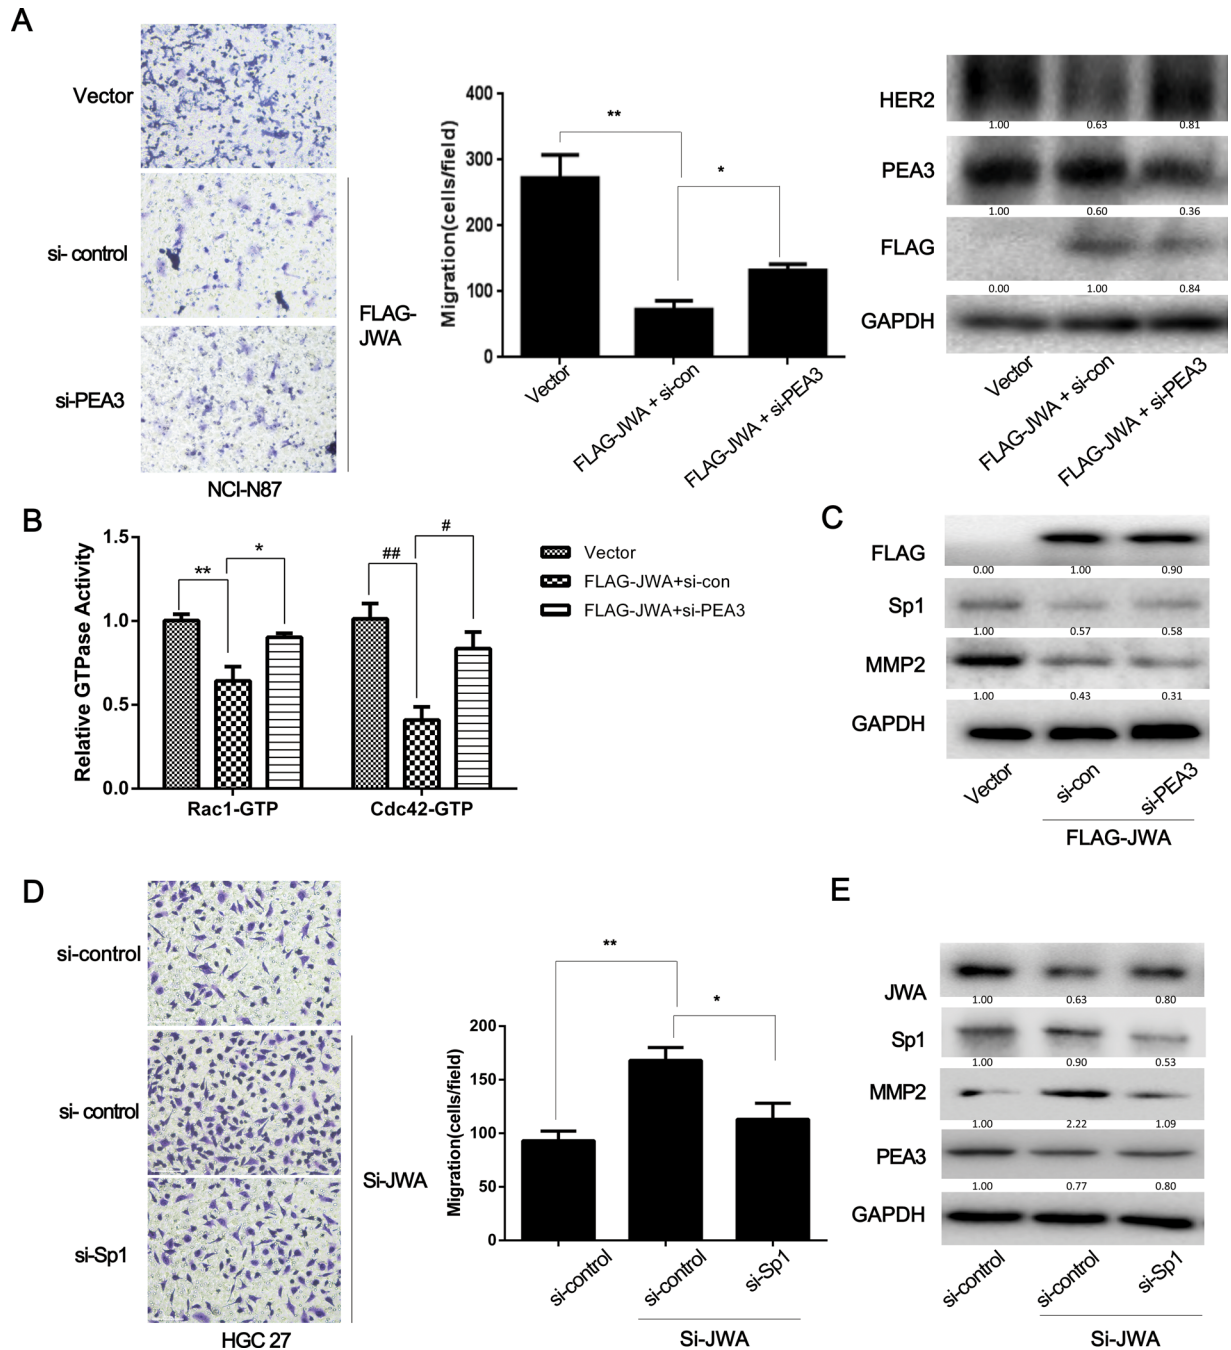 A
Vector
si- control
si-PEA3
FLAG-
JWA
NCI-N87
Migration(cells/field)
400
300
200
100
0
**
*
Vector
FLAG-JWA + si-con
FLAG-JWA + si-PEA3
HER2
1.00 0.63 0.81
PEA3
1.00 0.60 0.36
FLAG
0.00 1.00 0.84
GAPDH
Vector
FLAG-JWA + si-con
FLAG-JWA + si-PEA3
B
Relative GTPase Activity
1.5
1.0
0.5
0.0
**
*
##
#
Rac1-GTP
Cdc42-GTP
Vector
FLAG-JWA+si-con
FLAG-JWA+si-PEA3
C
FLAG
0.00 1.00 0.90
Sp1
1.00 0.57 0.58
MMP2
1.00 0.43 0.31
GAPDH
Vector
si-con
si-PEA3
FLAG-JWA
D
si-control
si- control
si-Sp1
Si-JWA
HGC 27
Migration(cells/field)
200
150
100
50
0
**
*
si-control
si-control
si-Sp1
Si-JWA
E
JWA
1.00 0.63 0.80
Sp1
1.00 0.90 0.53
MMP2
1.00 2.22 1.09
PEA3
1.00 0.77 0.80
GAPDH
si-control
si-control
si-Sp1
Si-JWA